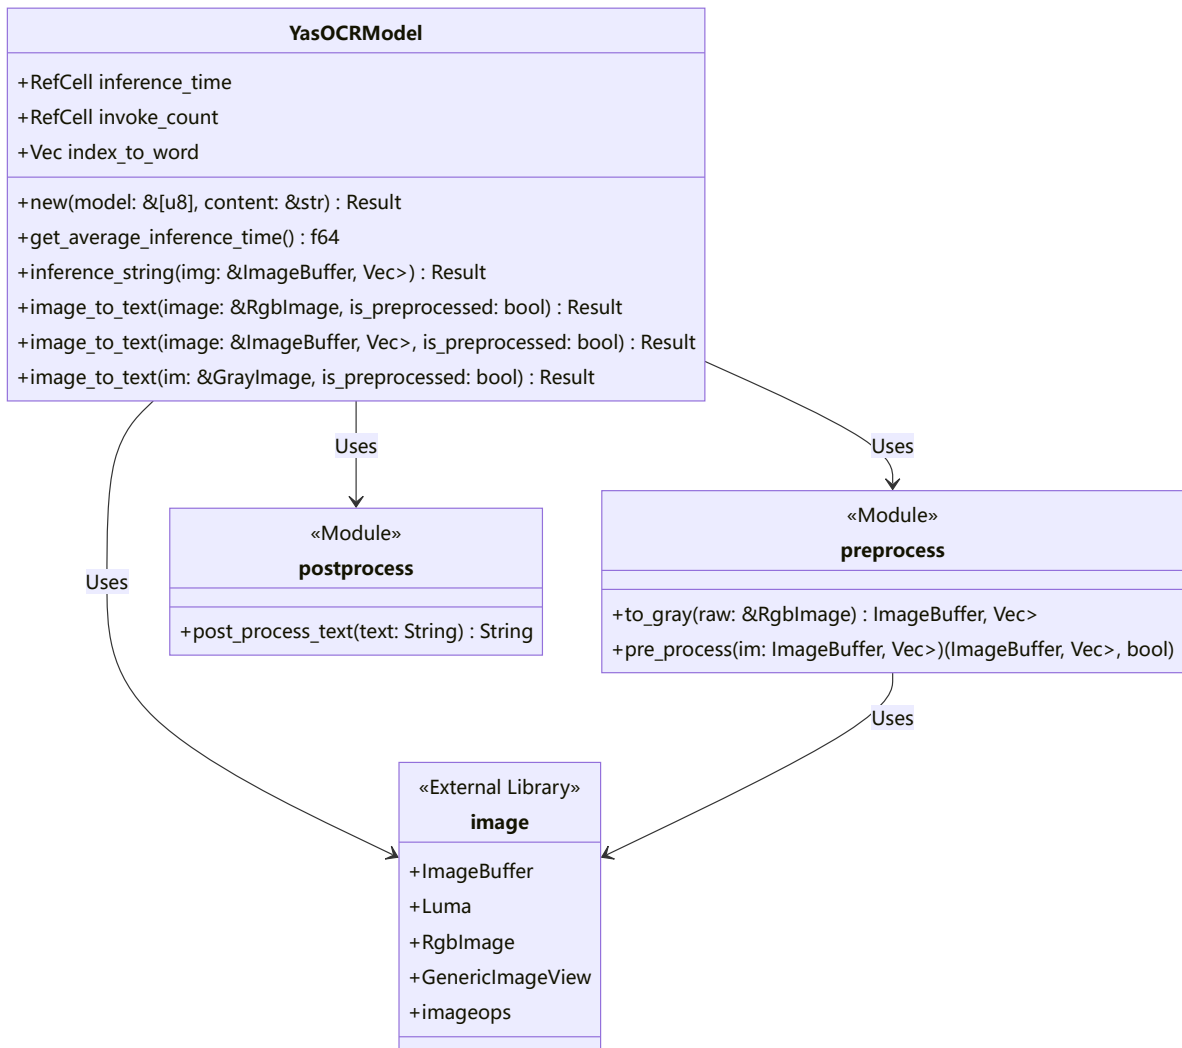 YasOCRModel
+RefCell inference_time
+RefCell invoke_count
+Vec index_to_word
+new(model: &[u8], content: &str) : Result
+get_average_inference_time() : f64
+inference_string(img: &ImageBuffer, Vec>) : Result
+image_to_text(image: &RgbImage, is_preprocessed: bool) : Result
+image_to_text(image: &ImageBuffer, Vec>, is_preprocessed: bool) : Result
+image_to_text(im: &GrayImage, is_preprocessed: bool) : Result
Uses
Uses
Uses
«Module»
postprocess
+post_process_text(text: String) : String
«Module»
preprocess
+to_gray(raw: &RgbImage) : ImageBuffer, Vec>
+pre_process(im: ImageBuffer, Vec>)(ImageBuffer, Vec>, bool)
Uses
«External Library»
image
+ImageBuffer
+Luma
+RgbImage
+GenericImageView
+imageops